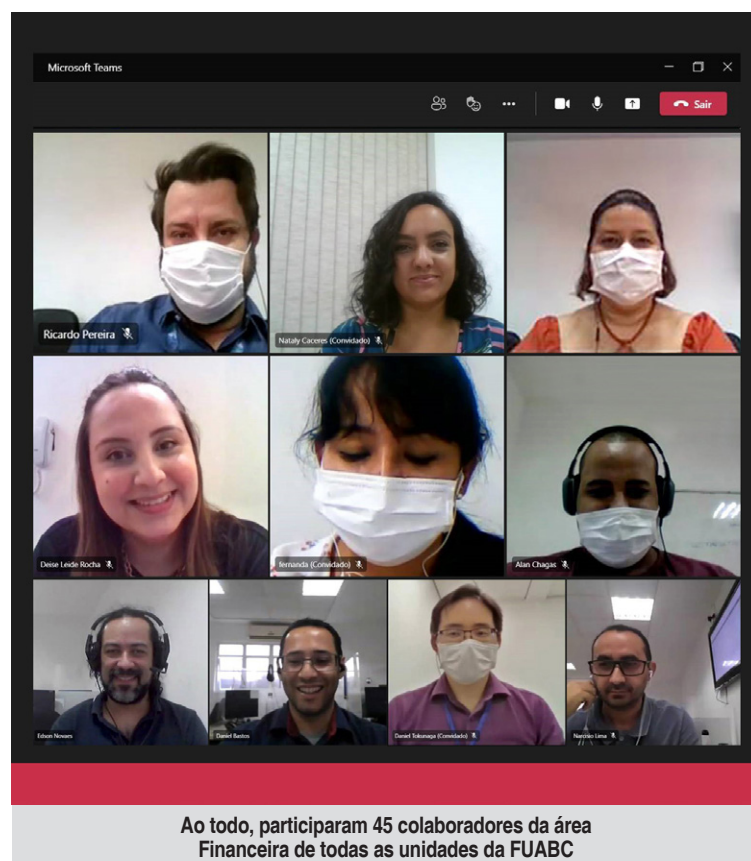 Microsoft Teams
Sair
Ricardo Pereira
Nataly Caceres (Convidado)
Deise Leide Rocha
fernanda (Convidado)
Alan Chagas
Edson Novaes
Daniel Bastos
Daniel Tokunaga (Convidado)
Narcisio Lima
Ao todo, participaram 45 colaboradores da área
Financeira de todas as unidades da FUABC